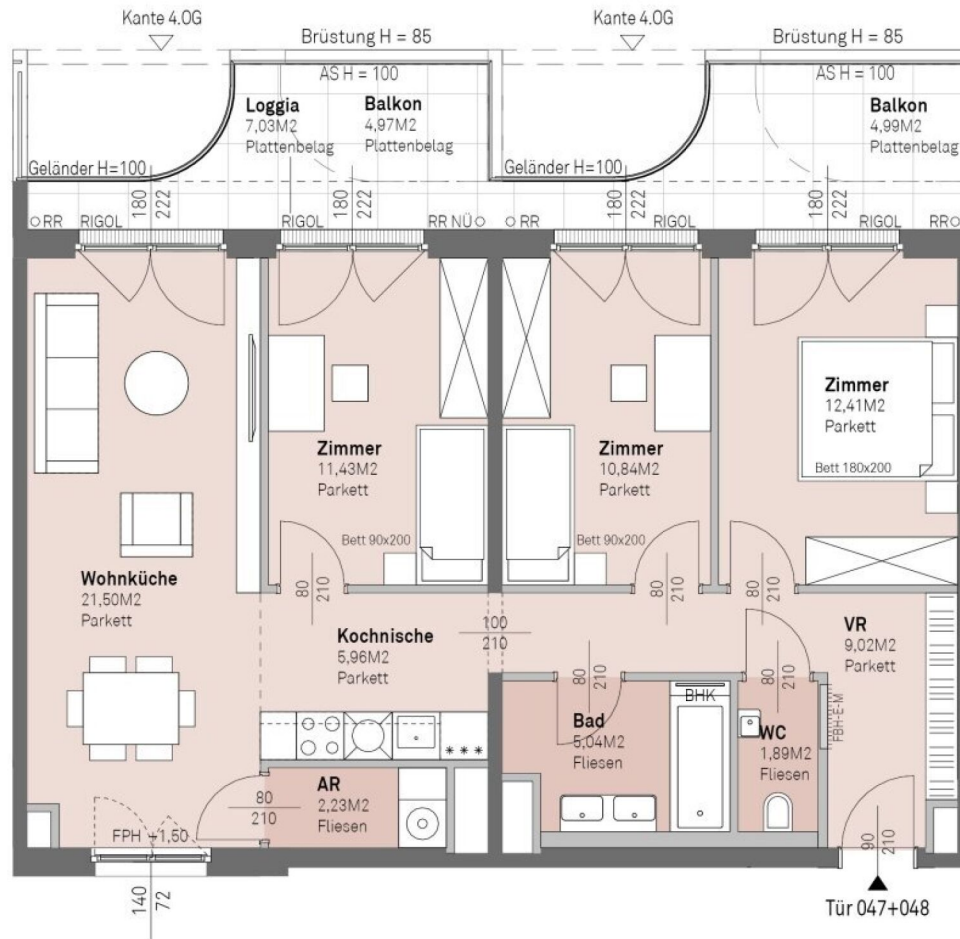 Kante 4.OG
Kante 4.OG
Brüstung H = 85
Brüstung H = 85
AS H = 100
AS H = 100
Loggia
7,03M2
Plattenbelag
Balkon
4,97M2
Plattenbelag
Balkon
4,99M2
Plattenbelag
Geländer H=100
Geländer H=100
180
222
180
222
180
222
180
222
RR
RIGOL
RIGOL
RR NÜ
RR
RIGOL
RIGOL
RR
Zimmer
11,43M2
Parkett
Bett 90x200
Zimmer
10,84M2
Parkett
Bett 90x200
Zimmer
12,41M2
Parkett
Bett 180x200
Wohnküche
21,50M2
Parkett
80
210
80
210
80
210
Kochnische
5,96M2
Parkett
100
210
VR
9,02M2
Parkett
80
210
80
210
BHK
FBH-E-M
Bad
5,04M2
Fliesen
WC
1,89M2
Fliesen
AR
2,23M2
Fliesen
80
210
FPH +1,50
90
210
140
72
Tür 047+048